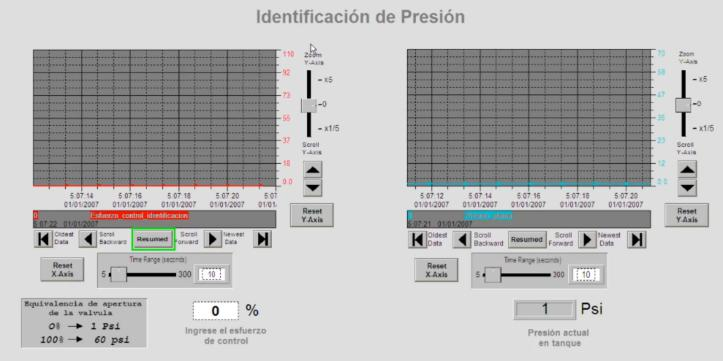 Identificación de Presión
110
92
73
55
37
18
0.0
Zoom
Y-Axis
x5
0
x1/5
Scroll
Y-Axis
Reset
Y-Axis
5:07:14 5:07:16 5:07:18 5:07:20 5:07
01/01/2007 01/01/2007 01/01/2007 01/01/2007 01/01
0
Esfuerzo_control_identificacion
5:07:22 01/01/2007
Oldest
Data
Scroll
Backward
Resumed
Scroll
Forward
Newest
Data
Reset
X-Axis
Time Range (seconds)
5 300 10
Equivalencia de apertura
de la valvula
0% → 1 Psi
100% → 60 psi
0 %
Ingrese el esfuerzo
de control
70
58
47
35
23
12
0.0
Zoom
Y-Axis
x5
0
x1/5
Scroll
Y-Axis
Reset
Y-Axis
5:07:12 5:07:14 5:07:16 5:07:18 5:07:20
01/01/2007 01/01/2007 01/01/2007 01/01/2007 01/01/2007
5:07:21 01/01/2007
Oldest
Data
Scroll
Backward
Resumed
Scroll
Forward
Newest
Data
Reset
X-Axis
Time Range (seconds)
5 300 10
1 Psi
Presión actual
en tanque